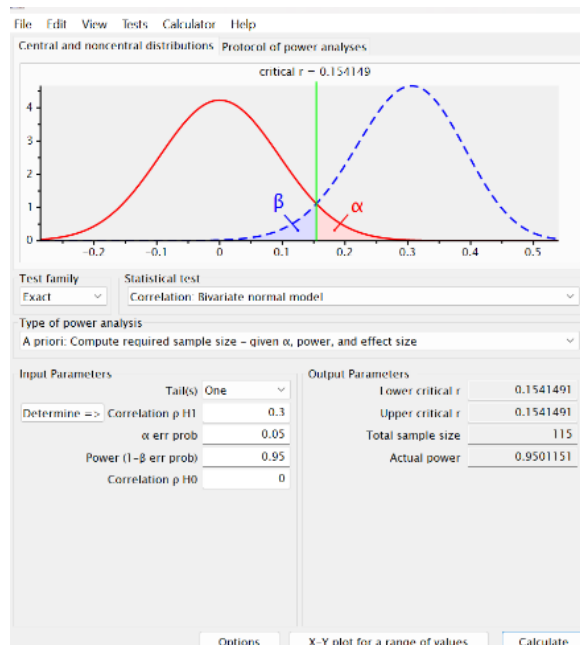 File Edit View Tests Calculator Help
Central and noncentral distributions Protocol of power analyses
critical r = 0.154149
4
3
2
1
0
β
α
-0.2 -0.1 0 0.1 0.2 0.3 0.4 0.5
Test family Statistical test
Exact Correlation: Bivariate normal model
Type of power analysis
A priori: Compute required sample size - given α, power, and effect size
Input Parameters Output Parameters
Tail(s) One Lower critical r 0.1541491
Determine => Correlation ρ H1 0.3 Upper critical r 0.1541491
α err prob 0.05 Total sample size 115
Power (1-β err prob) 0.95 Actual power 0.9501151
Correlation ρ H0 0
Options X-Y plot for a range of values Calculate